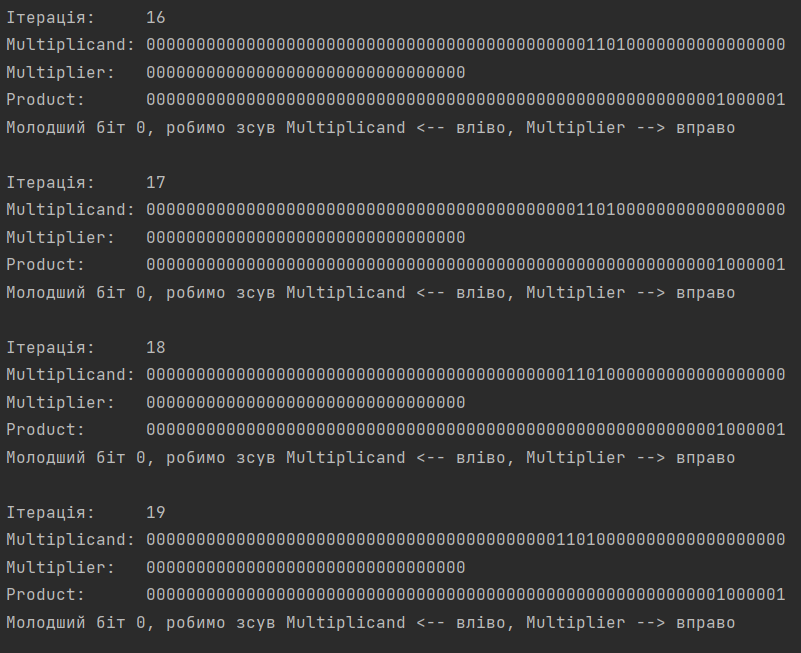 Ітерація:     16
Multiplicand: 0000000000000000000000000000000000000000000011010000000000000000
Multiplier:   00000000000000000000000000000000
Product:      0000000000000000000000000000000000000000000000000000000001000001
Молодший біт 0, робимо зсув Multiplicand <-- вліво, Multiplier --> вправо
Ітерація:     17
Multiplicand: 0000000000000000000000000000000000000000000110100000000000000000
Multiplier:   00000000000000000000000000000000
Product:      0000000000000000000000000000000000000000000000000000000001000001
Молодший біт 0, робимо зсув Multiplicand <-- вліво, Multiplier --> вправо
Ітерація:     18
Multiplicand: 0000000000000000000000000000000000000000001101000000000000000000
Multiplier:   00000000000000000000000000000000
Product:      0000000000000000000000000000000000000000000000000000000001000001
Молодший біт 0, робимо зсув Multiplicand <-- вліво, Multiplier --> вправо
Ітерація:     19
Multiplicand: 0000000000000000000000000000000000000000011010000000000000000000
Multiplier:   00000000000000000000000000000000
Product:      0000000000000000000000000000000000000000000000000000000001000001
Молодший біт 0, робимо зсув Multiplicand <-- вліво, Multiplier --> вправо